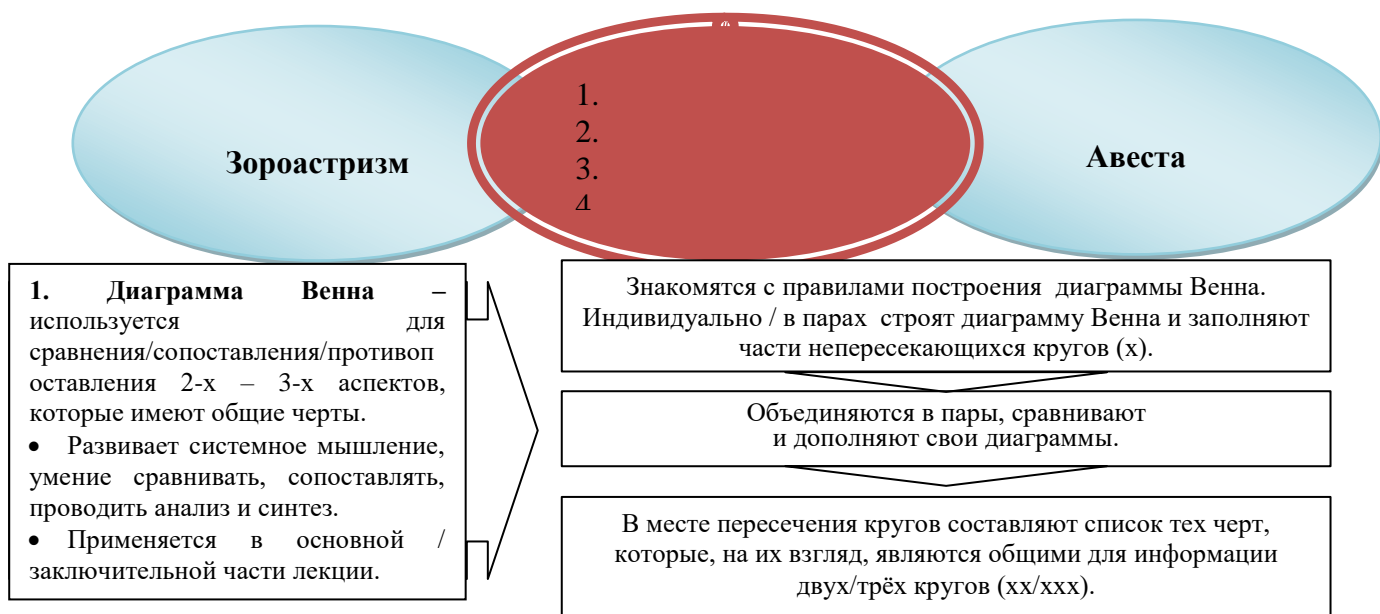 1.
2.
3.
4
Зороастризм
Авеста
1. Диаграмма Венна –
используется для
сравнения/сопоставления/противоп
оставления 2-х – 3-х аспектов,
которые имеют общие черты.
• Развивает системное мышление,
умение сравнивать, сопоставлять,
проводить анализ и синтез.
• Применяется в основной /
заключительной части лекции.
Знакомятся с правилами построения диаграммы Венна.
Индивидуально / в парах строят диаграмму Венна и заполняют
части непересекающихся кругов (х).
Объединяются в пары, сравнивают
и дополняют свои диаграммы.
В месте пересечения кругов составляют список тех черт,
которые, на их взгляд, являются общими для информации
двух/трёх кругов (хх/ххх).